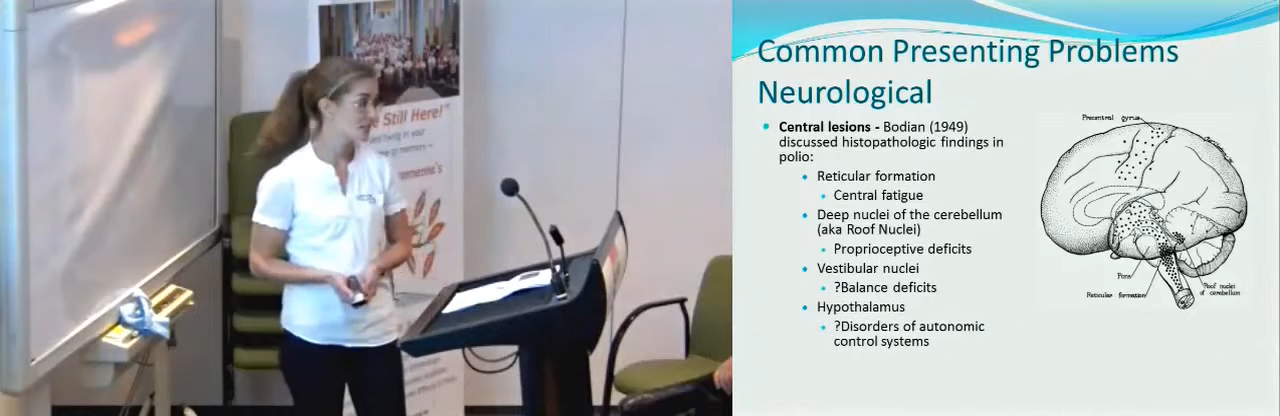 Still Here!"
Common Presenting Problems
Neurological
Central lesions - Bodian (1949)
discussed histopathologic findings in
polio:
Reticular formation
Central fatigue
Deep nuclei of the cerebellum
(aka Roof Nuclei)
Proprioceptive deficits
Vestibular nuclei
?Balance deficits
Hypothalamus
?Disorders of autonomic
control systems
Precentral gyrus
Pons
Reticular formation
Roof nuclei
of cerebellum